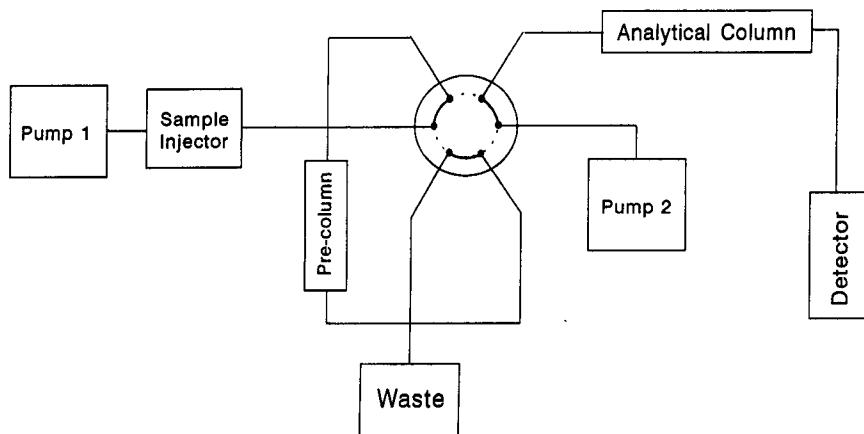 Analytical Column
Pump 1
Sample
Injector
Pre-column
Pump 2
Detector
Waste